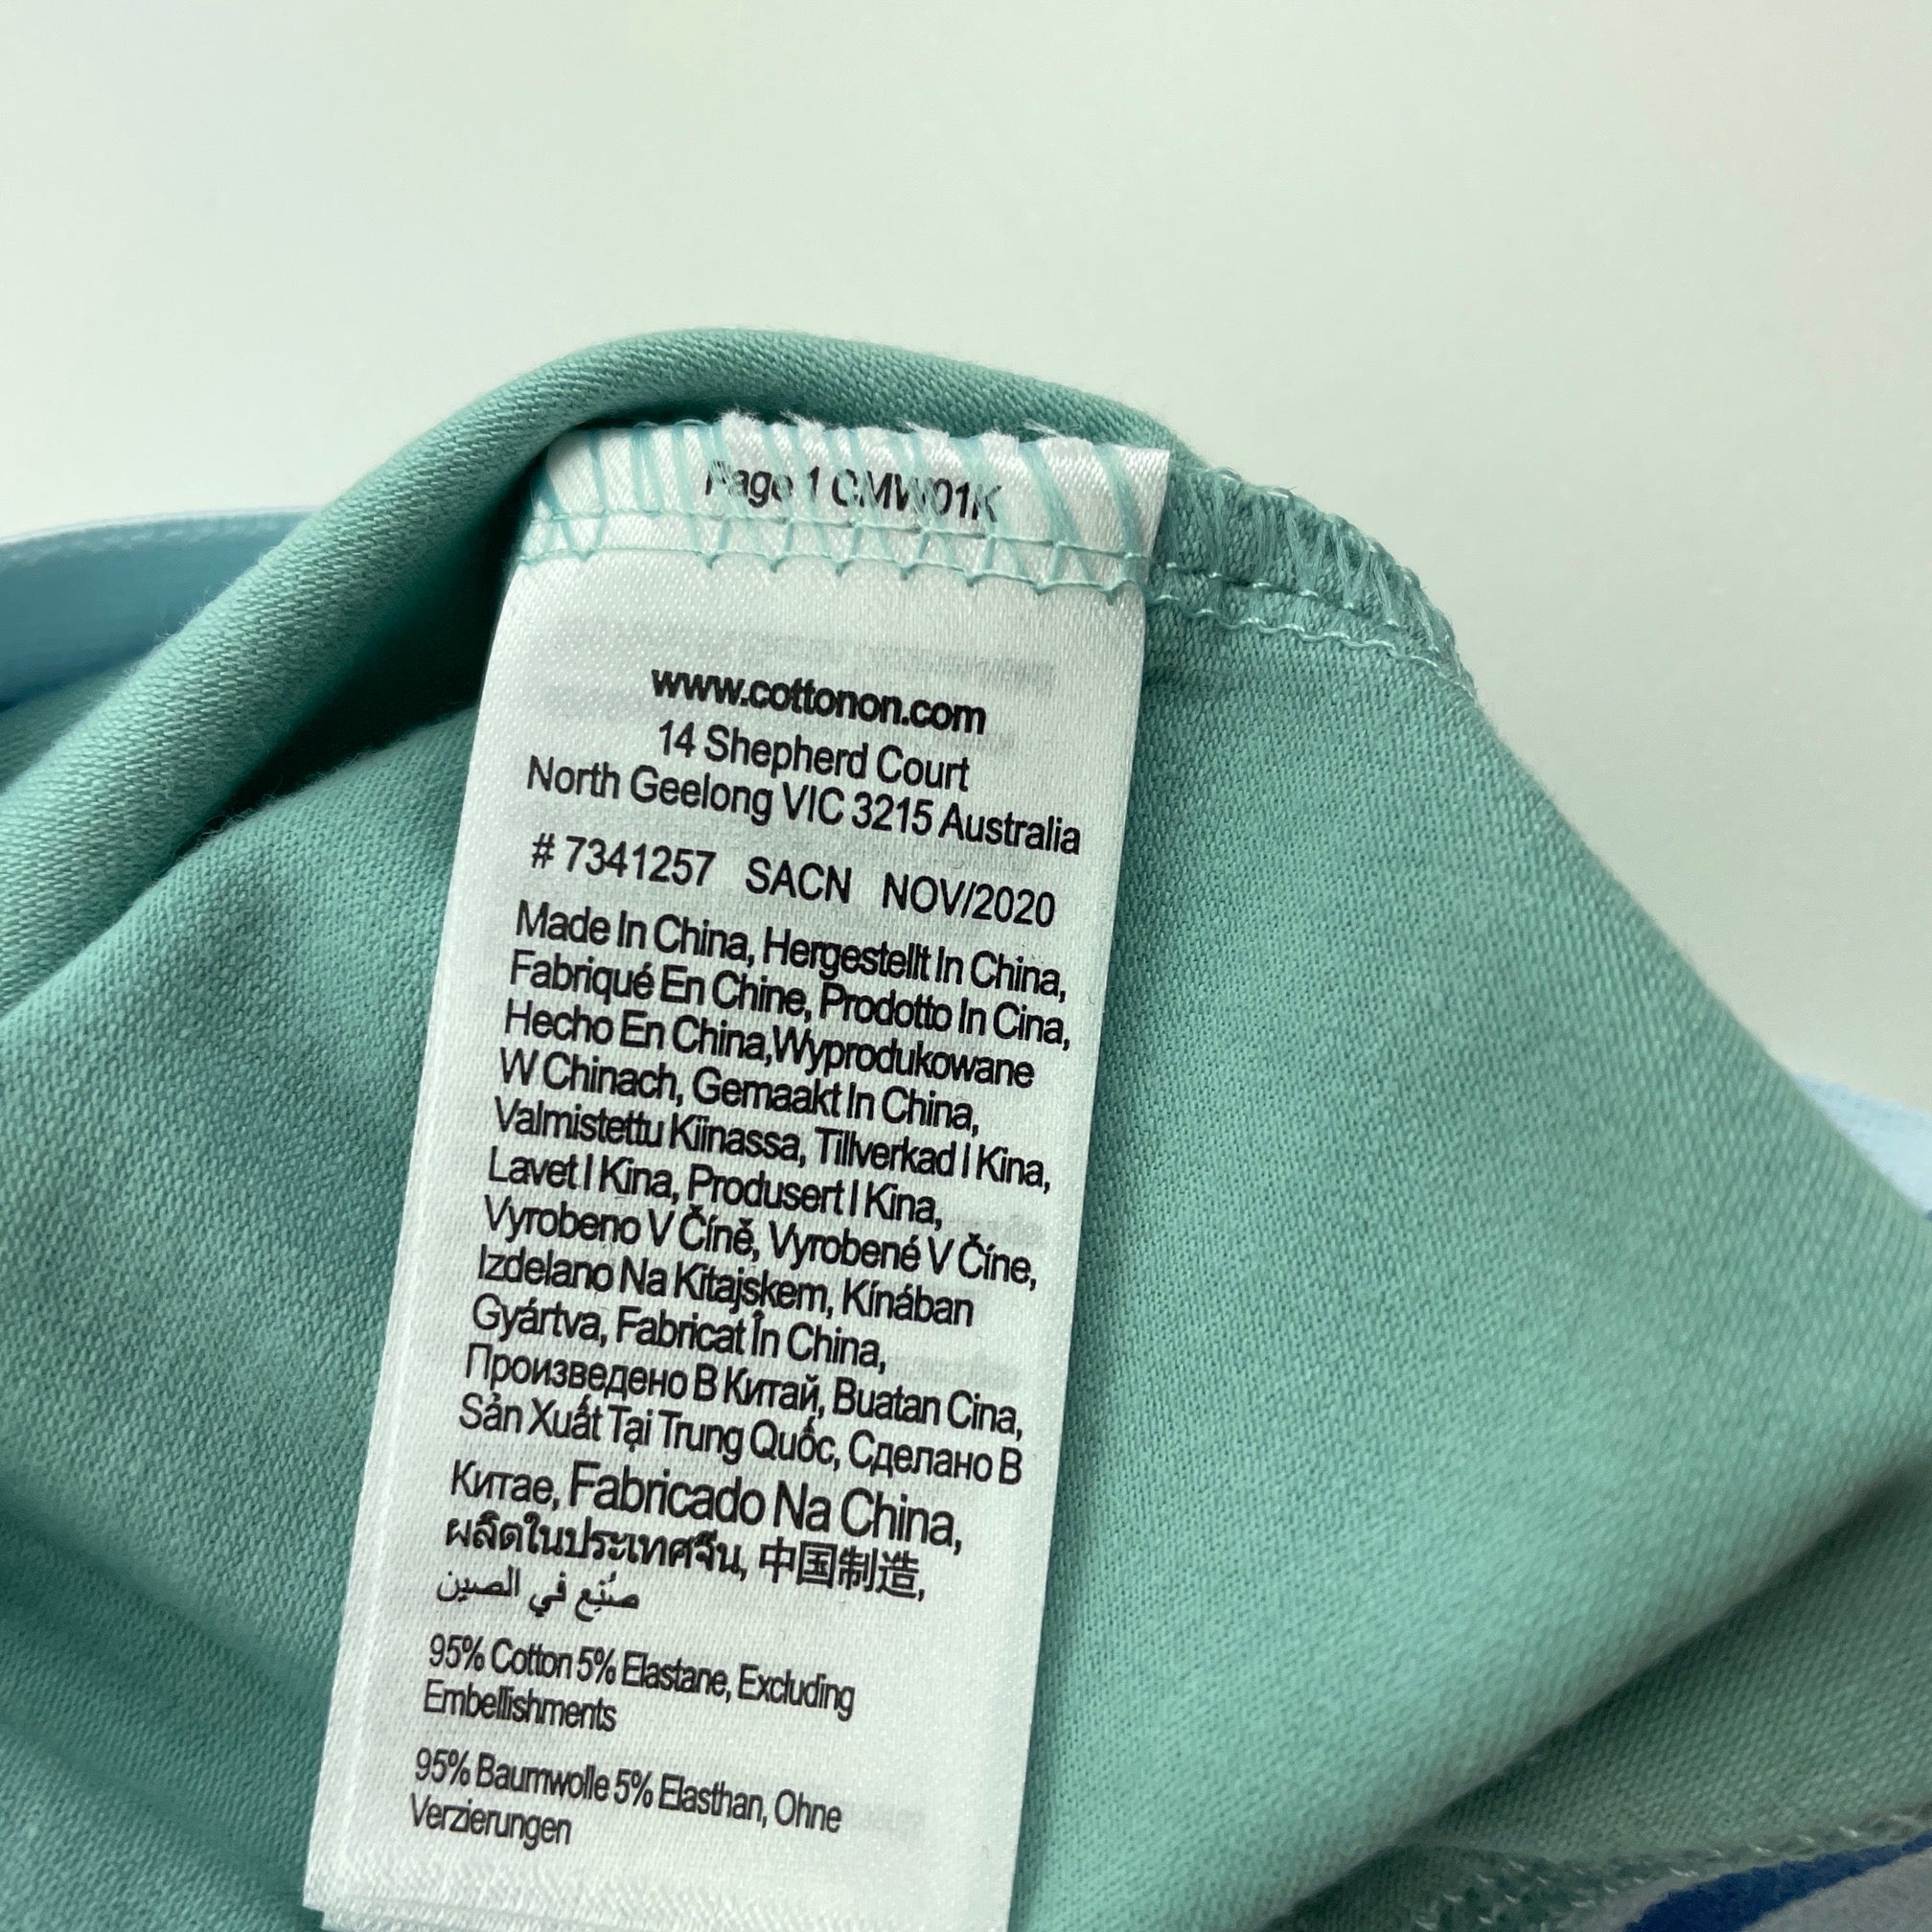 Page 1 CMW01K
www.cottonon.com
14 Shepherd Court
North Geelong VIC 3215 Australia
# 7341257 SACN NOV/2020
Made In China, Hergestellt In China,
Fabriqué En Chine, Prodotto In Cina,
Hecho En China,Wyprodukowane
W Chinach, Gemaakt In China,
Valmistettu Kiinassa, Tillverkad I Kina,
Lavet I Kina, Produsert I Kina,
Vyrobeno V Číně, Vyrobené V Číne,
Izdelano Na Kitajskem, Kínában
Gyártva, Fabricat În China,
Произведено В Китай, Buatan Cina,
Sản Xuất Tại Trung Quốc, Сделано В
Китае, Fabricado Na China,
ผลิตในประเทศจีน, 中国制造,
صُنِع في الصين
95% Cotton 5% Elastane, Excluding
Embellishments
95% Baumwolle 5% Elasthan, Ohne
Verzierungen